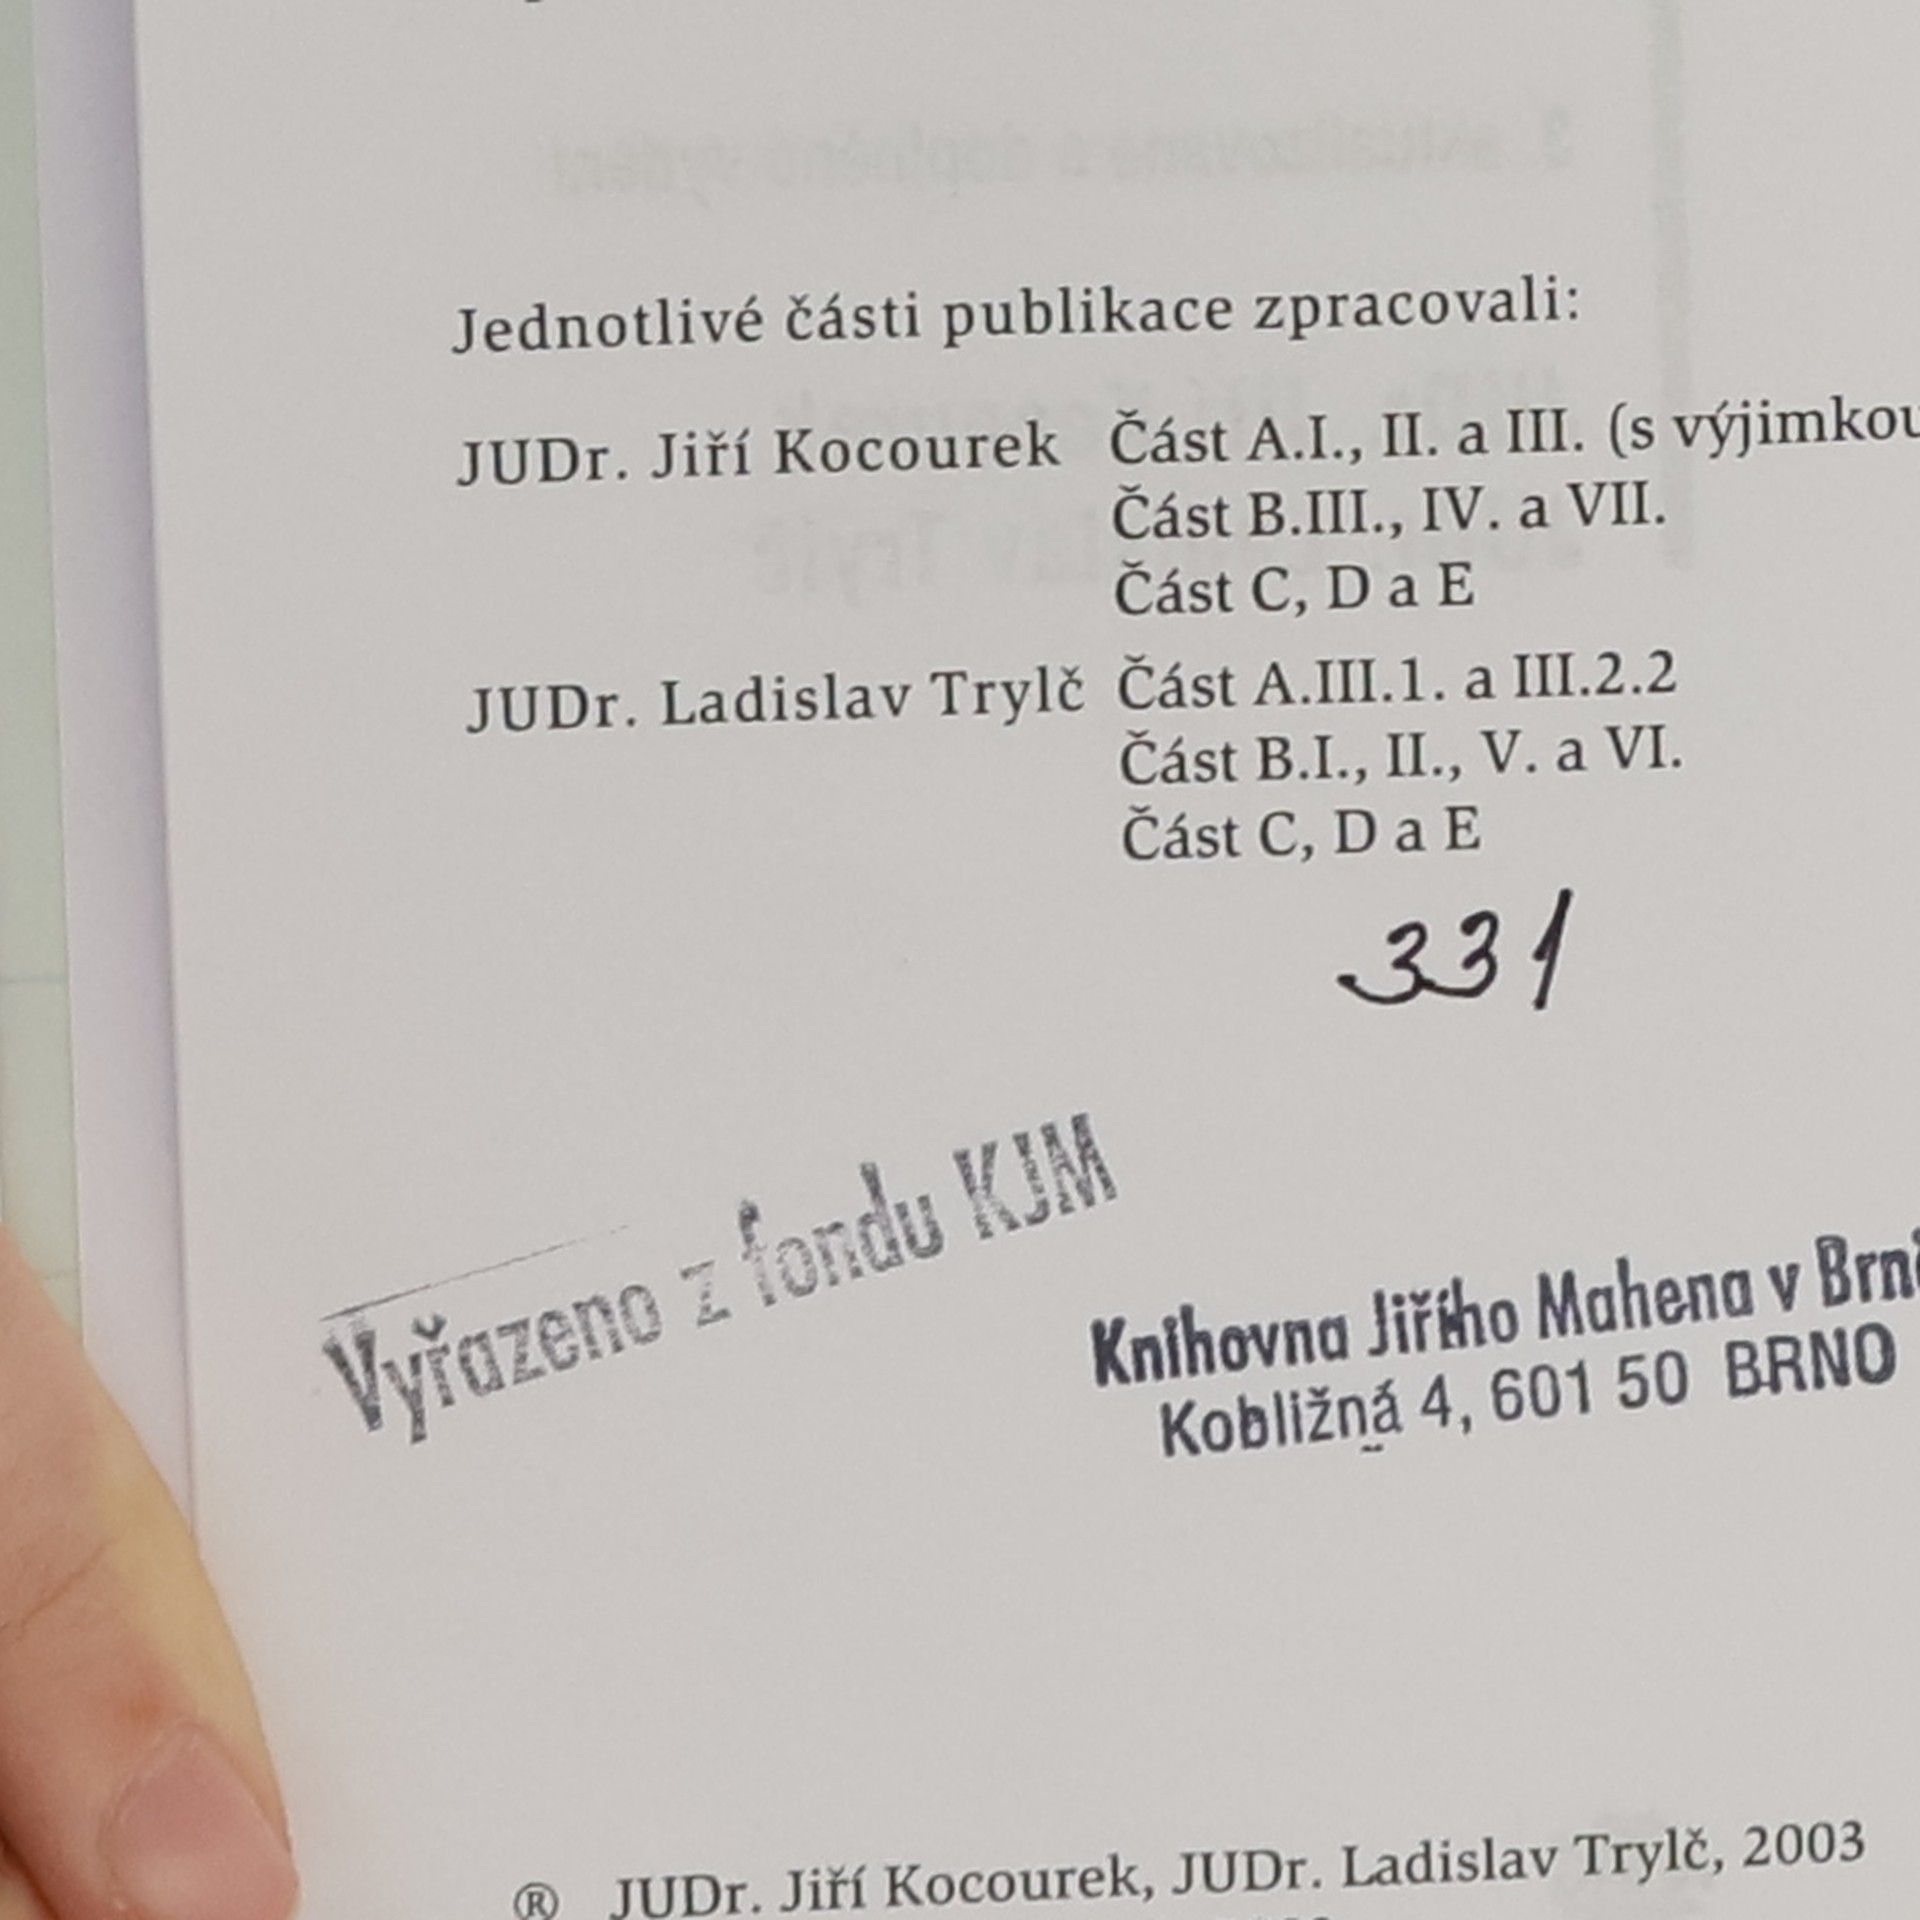 Jednotlivé části publikace zpracovali:
JUDr. Jiří Kocourek Část A.I., II. a III. (s výjimkou
Část B.III., IV. a VII.
Část C, D a E
JUDr. Ladislav Trylč Část A.III.1. a III.2.2
Část B.I., II., V. a VI.
Část C, D a E
331
Vyřazeno z fondu KJM
Knihovna Jiřího Mahena v Brně
Kobližná 4, 601 50 BRNO
® JUDr. Jiří Kocourek, JUDr. Ladislav Trylč, 2003